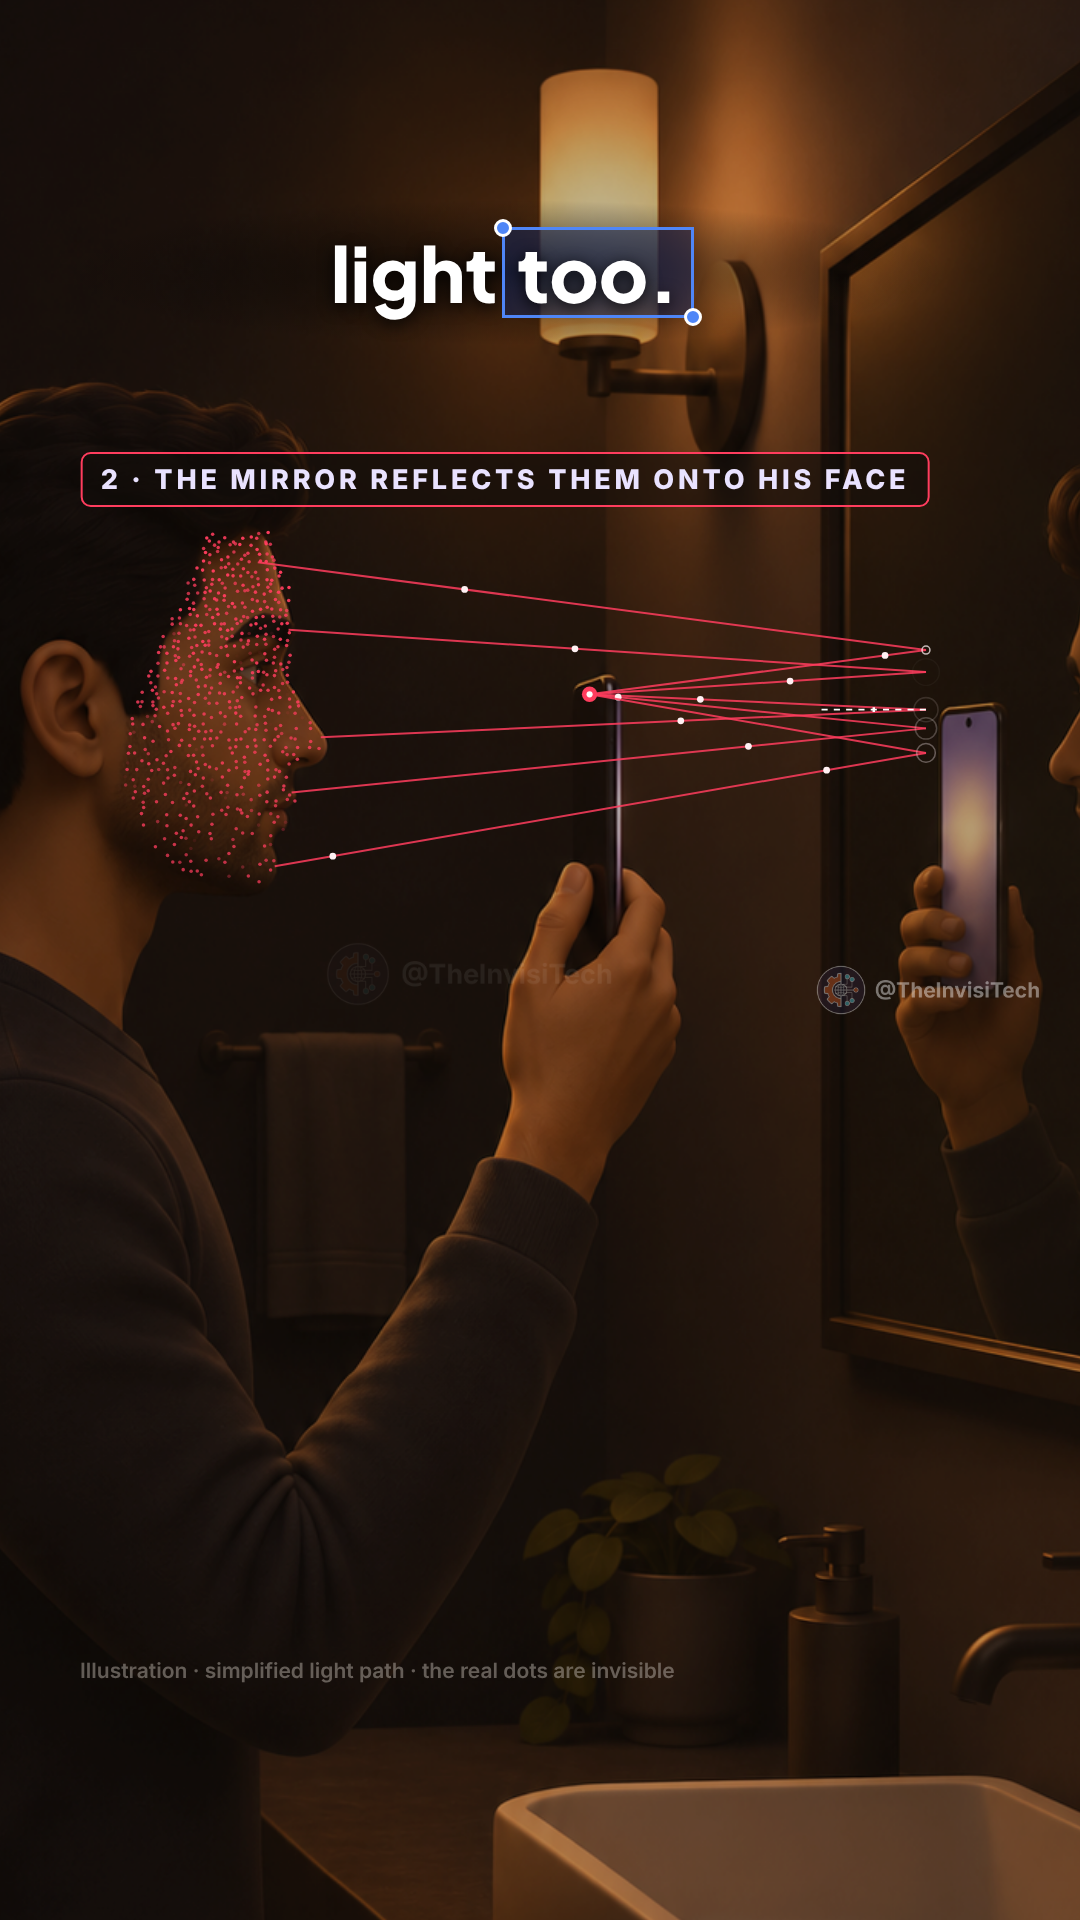 light too.
2 · THE MIRROR REFLECTS THEM ONTO HIS FACE
@TheInvisiTech
@TheInvisiTech
Illustration · simplified light path · the real dots are invisible